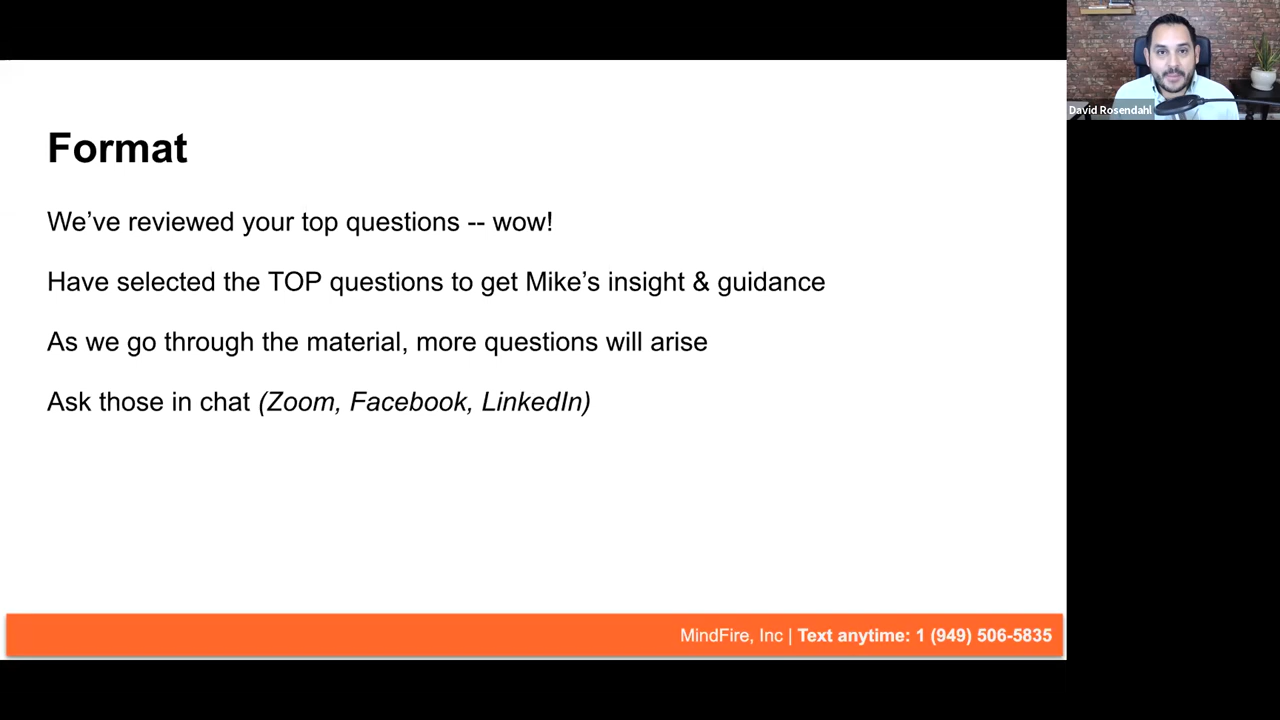 David Rosendahl
Format
We’ve reviewed your top questions -- wow!
Have selected the TOP questions to get Mike’s insight & guidance
As we go through the material, more questions will arise
Ask those in chat (Zoom, Facebook, LinkedIn)
MindFire, Inc | Text anytime: 1 (949) 506-5835